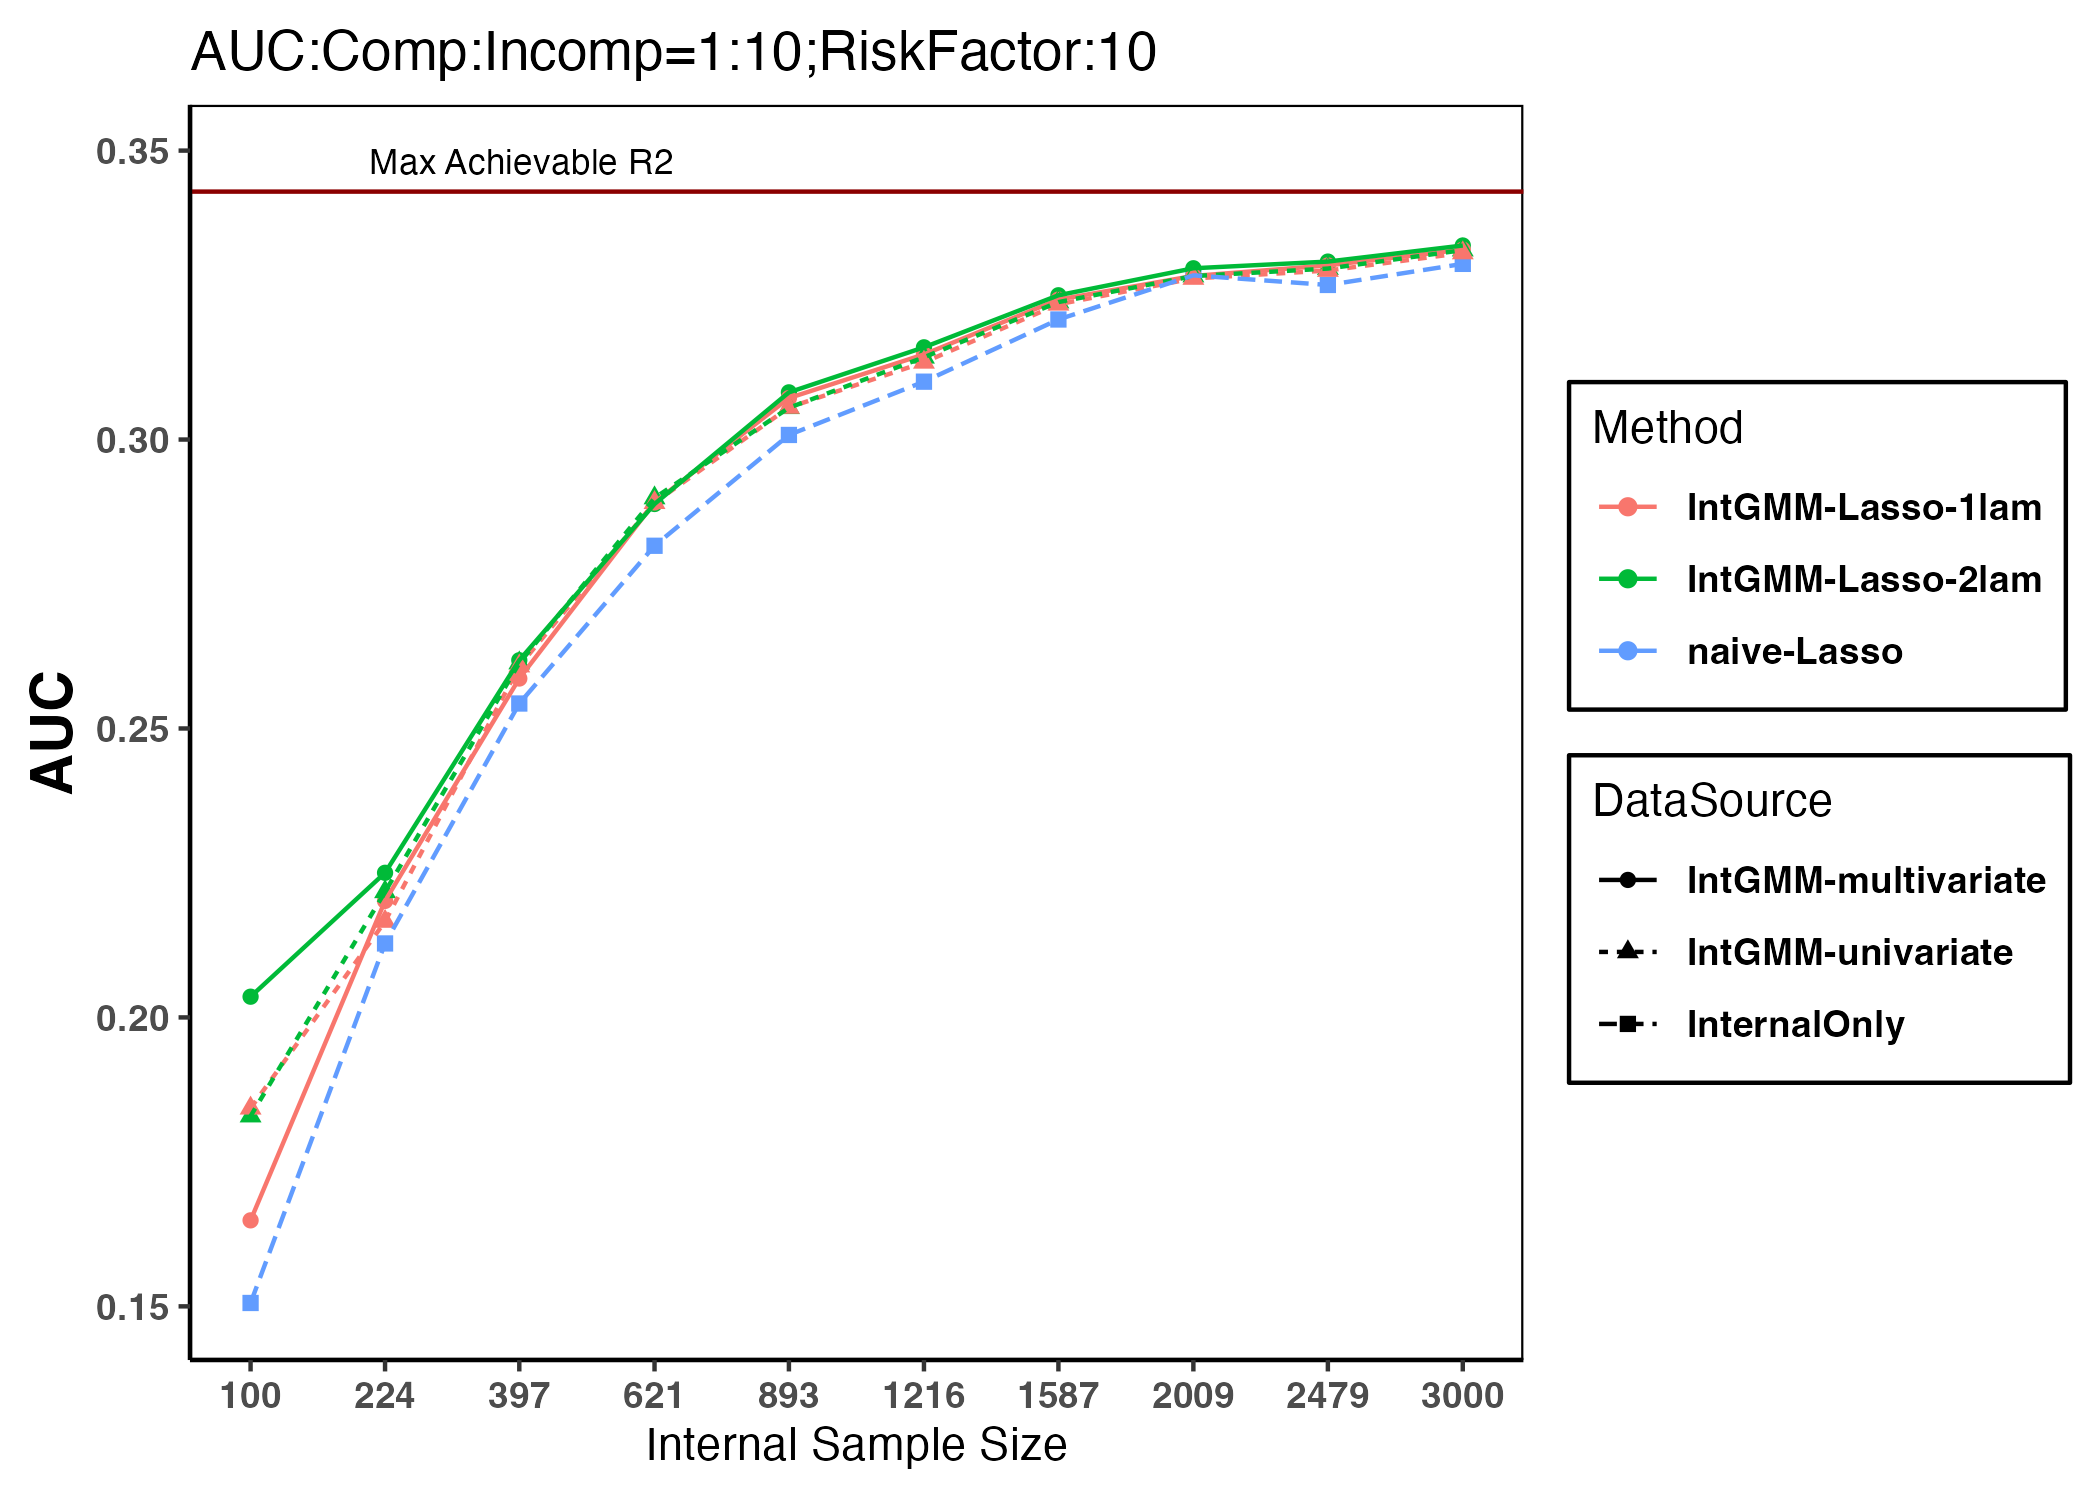 AUC:Comp:Incomp=1:10;RiskFactor:10
0.35
0.30
0.25
0.20
0.15
AUC
Max Achievable R2
100 224 397 621 893 1216 1587 2009 2479 3000
Internal Sample Size
Method
IntGMM-Lasso-1lam
IntGMM-Lasso-2lam
naive-Lasso
DataSource
IntGMM-multivariate
IntGMM-univariate
InternalOnly